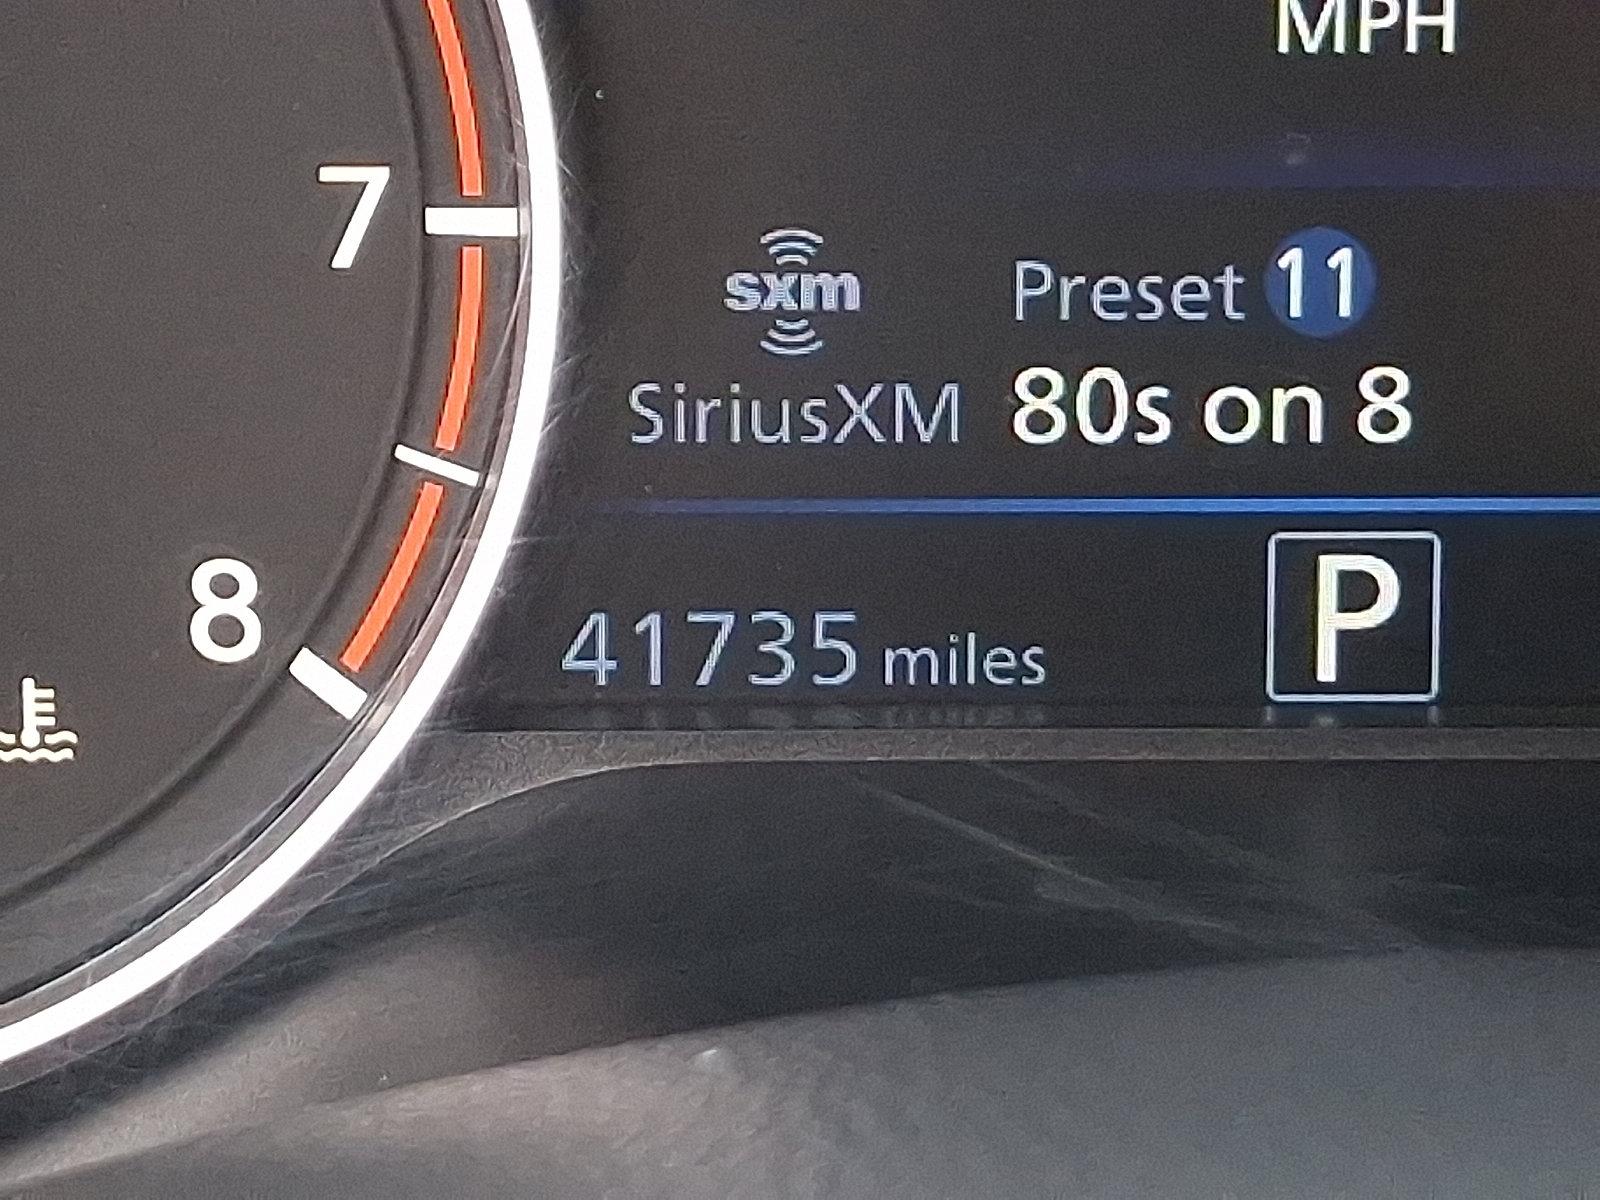 MPH
7
sxm
Preset 11
SiriusXM 80s on 8
8
41735 miles
P